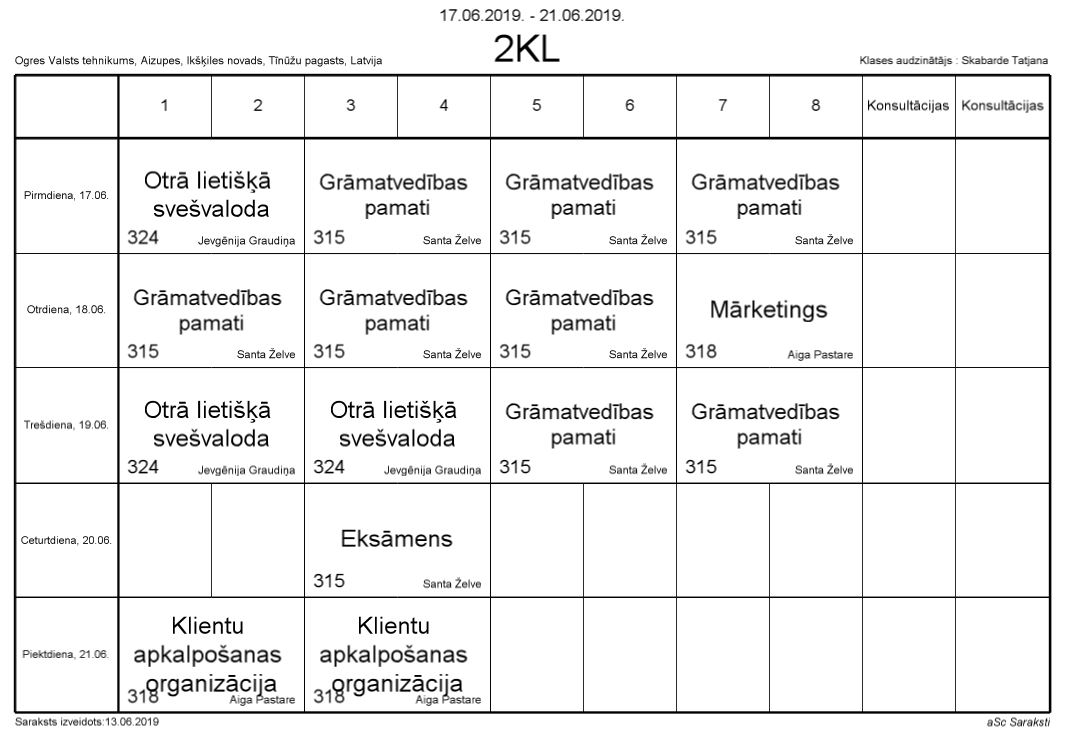 17.06.2019. - 21.06.2019.
2KL
Ogres Valsts tehnikums, Aizupes, Ikšķiles novads, Tīnūžu pagasts, Latvija
Klases audzinātājs : Skabarde Tatjana
1 2 3 4 5 6 7 8 Konsultācijas Konsultācijas
Pirmdiena, 17.06.
Otrā lietišķā
svešvaloda
324 Jevgēnija Graudiņa
Grāmatvedības
pamati
315 Santa Želve
Grāmatvedības
pamati
315 Santa Želve
Grāmatvedības
pamati
315 Santa Želve
Otrdiena, 18.06.
Grāmatvedības
pamati
315 Santa Želve
Grāmatvedības
pamati
315 Santa Želve
Grāmatvedības
pamati
315 Santa Želve
Mārketings
318 Aiga Pastare
Trešdiena, 19.06.
Otrā lietišķā
svešvaloda
324 Jevgēnija Graudiņa
Otrā lietišķā
svešvaloda
324 Jevgēnija Graudiņa
Grāmatvedības
pamati
315 Santa Želve
Grāmatvedības
pamati
315 Santa Želve
Ceturtdiena, 20.06.
Eksāmens
315 Santa Želve
Piektdiena, 21.06.
Klientu
apkalpošanas
organizācija
318 Aiga Pastare
Klientu
apkalpošanas
organizācija
318 Aiga Pastare
Saraksts izveidots:13.06.2019
aSc Saraksti